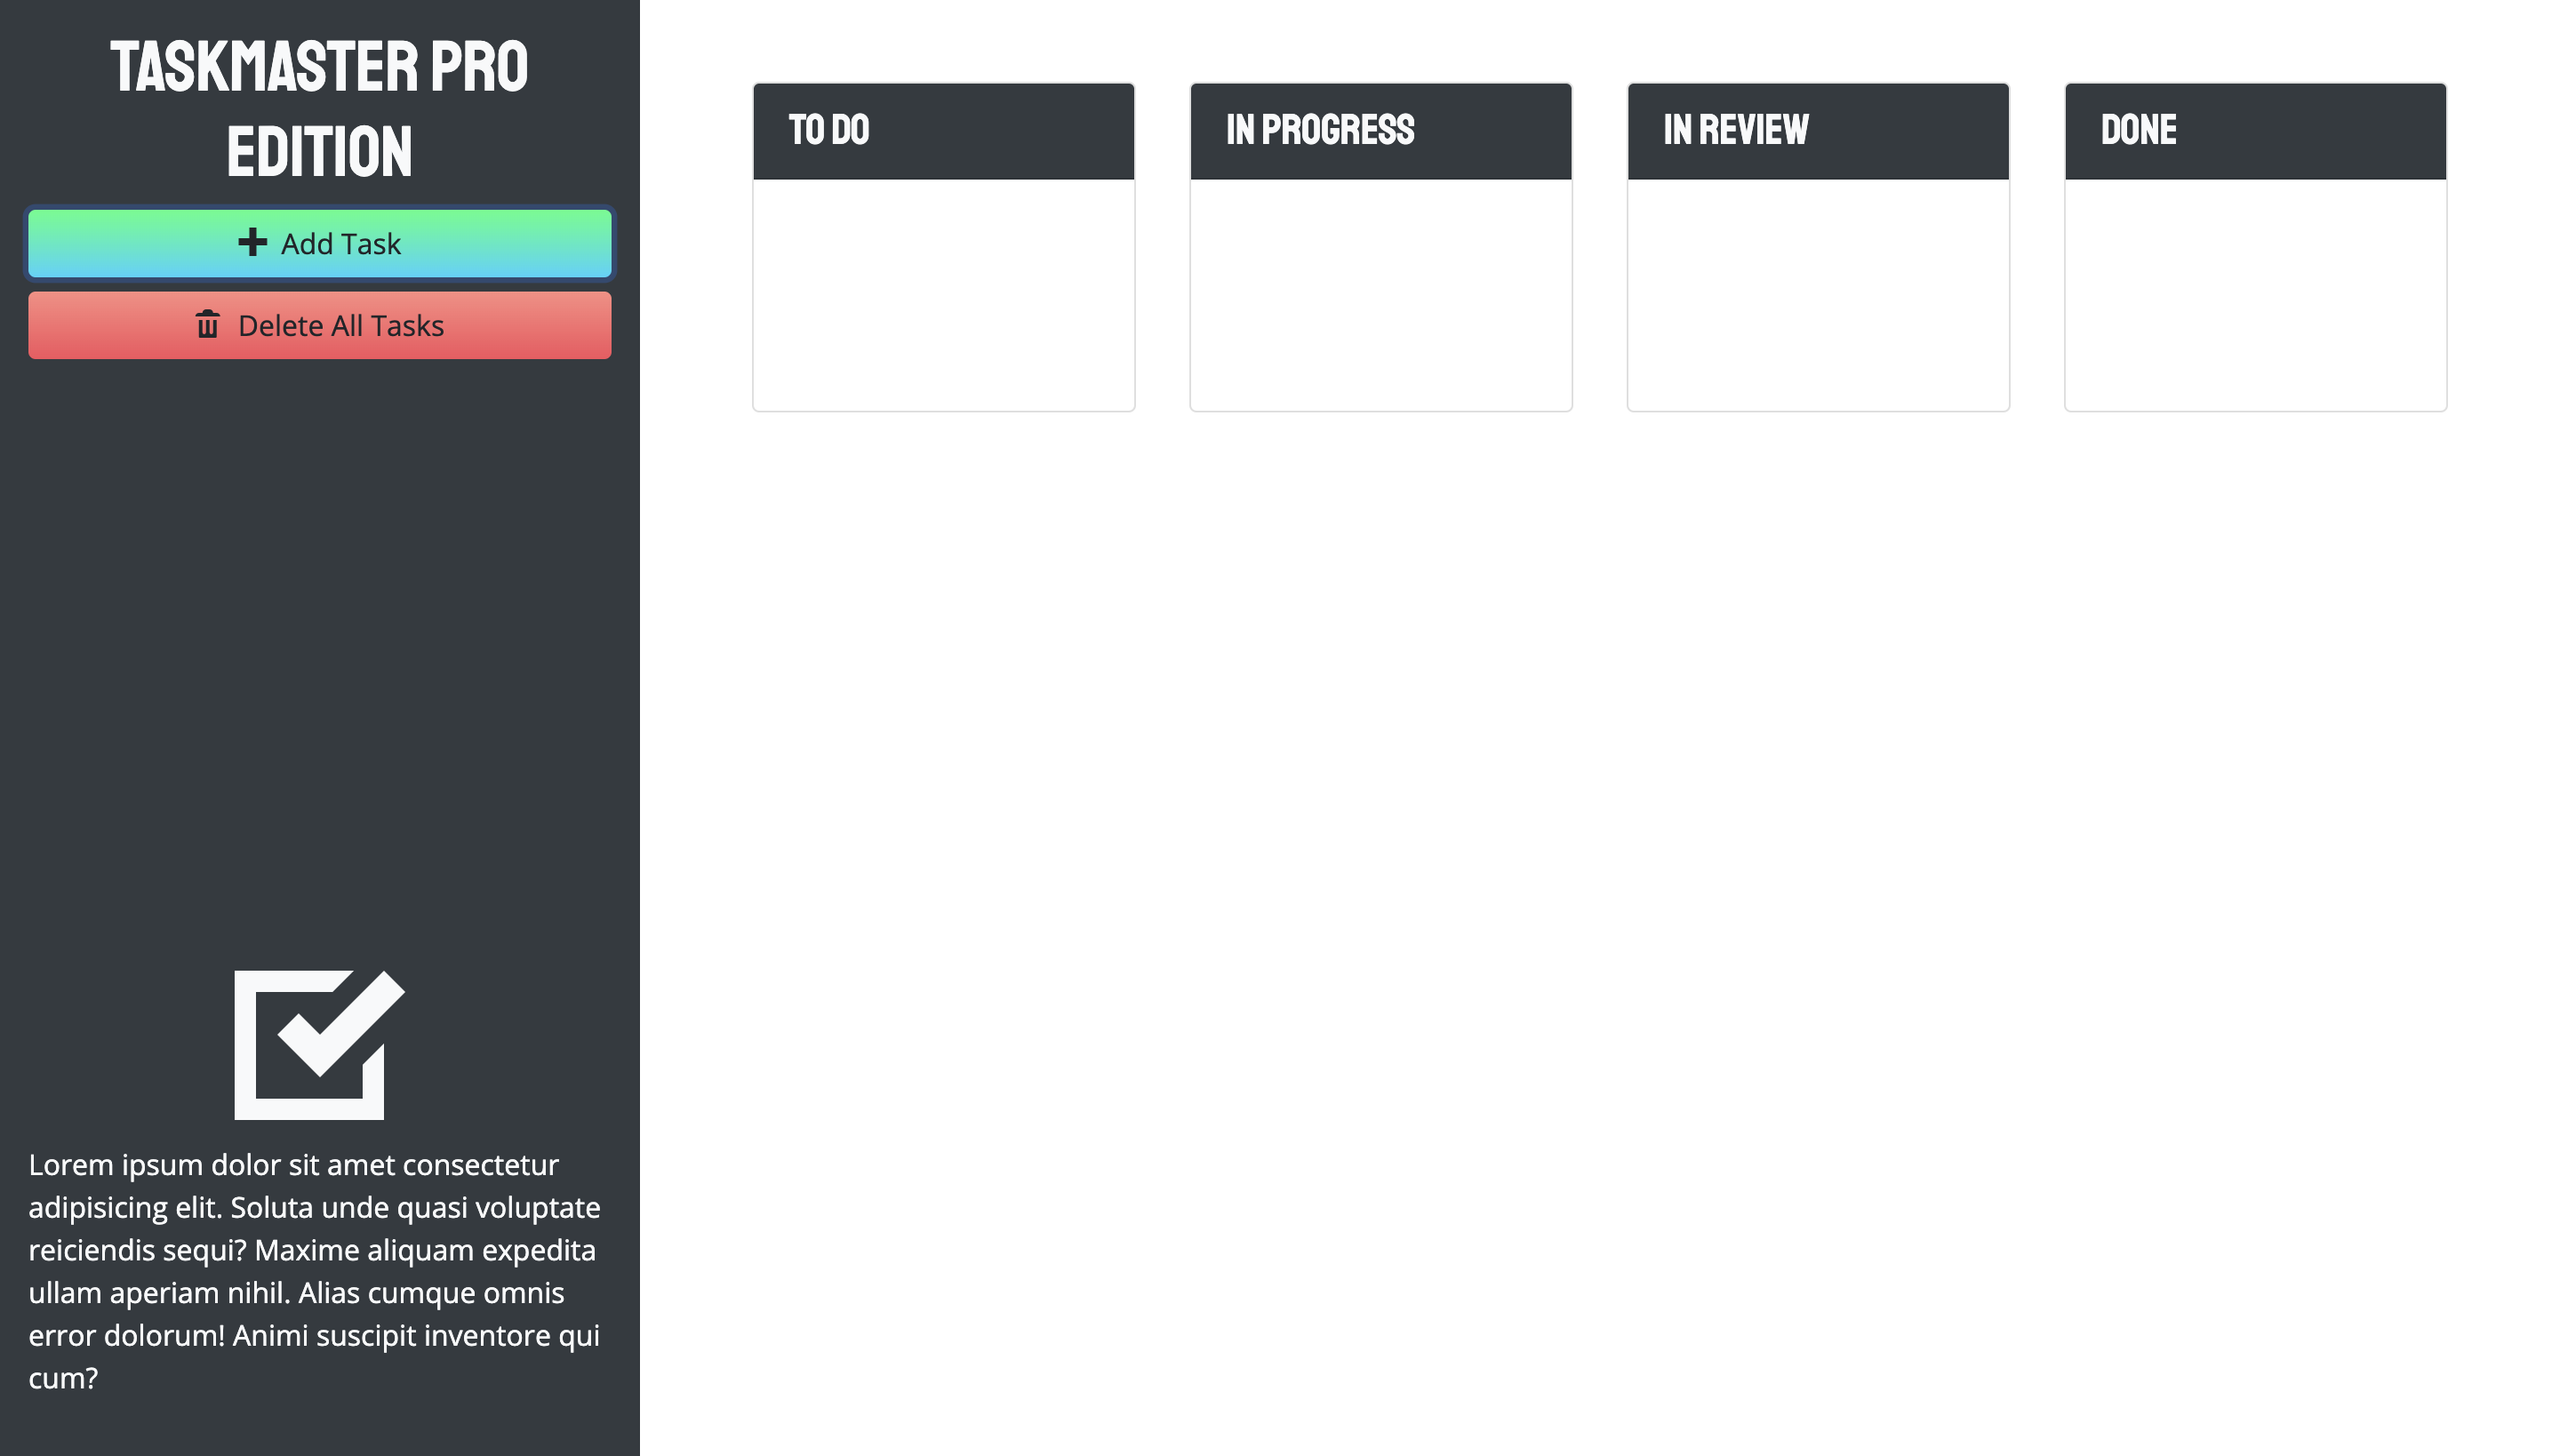 TASKMASTER PRO
EDITION
Add Task
Delete All Tasks
Lorem ipsum dolor sit amet consectetur
adipisicing elit. Soluta unde quasi voluptate
reiciendis sequi? Maxime aliquam expedita
ullam aperiam nihil. Alias cumque omnis
error dolorum! Animi suscipit inventore qui
cum?
TO DO
IN PROGRESS
IN REVIEW
DONE